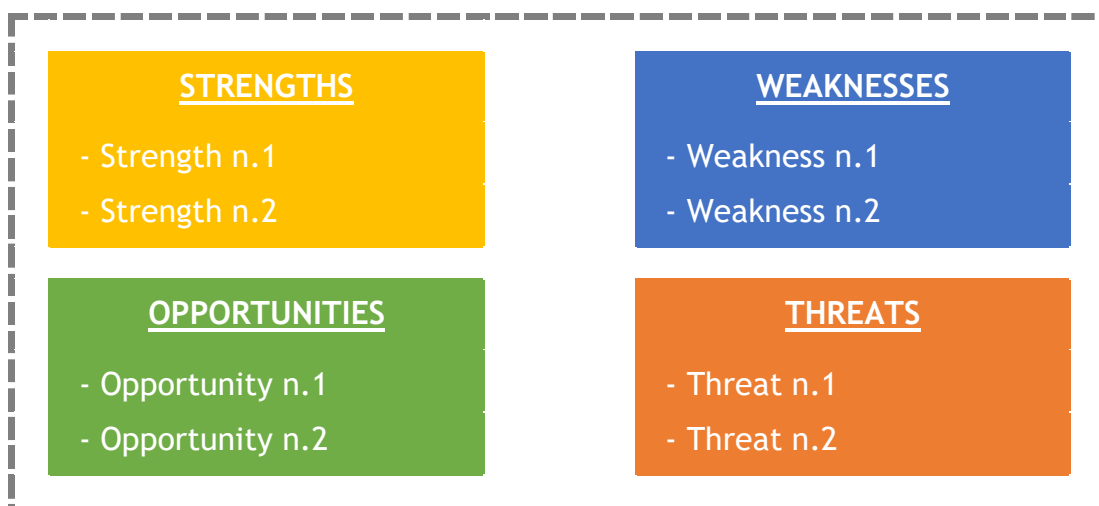 STRENGTHS
- Strength n.1
- Strength n.2
WEAKNESSES
- Weakness n.1
- Weakness n.2
OPPORTUNITIES
- Opportunity n.1
- Opportunity n.2
THREATS
- Threat n.1
- Threat n.2